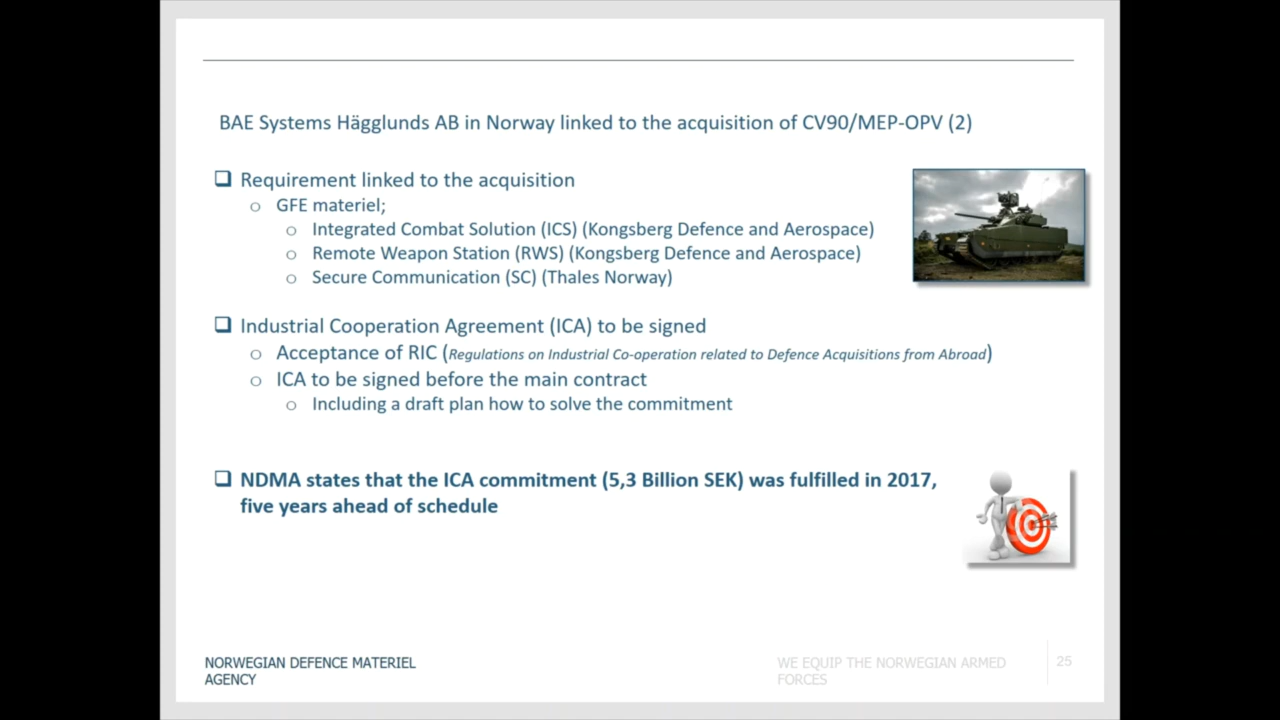 BAE Systems Hägglunds AB in Norway linked to the acquisition of CV90/MEP-OPV (2)
Requirement linked to the acquisition
GFE materiel;
Integrated Combat Solution (ICS) (Kongsberg Defence and Aerospace)
Remote Weapon Station (RWS) (Kongsberg Defence and Aerospace)
Secure Communication (SC) (Thales Norway)
Industrial Cooperation Agreement (ICA) to be signed
Acceptance of RIC (Regulations on Industrial Co-operation related to Defence Acquisitions from Abroad)
ICA to be signed before the main contract
Including a draft plan how to solve the commitment
NDMA states that the ICA commitment (5,3 Billion SEK) was fulfilled in 2017,
five years ahead of schedule
NORWEGIAN DEFENCE MATERIEL
AGENCY
WE EQUIP THE NORWEGIAN ARMED
FORCES
25